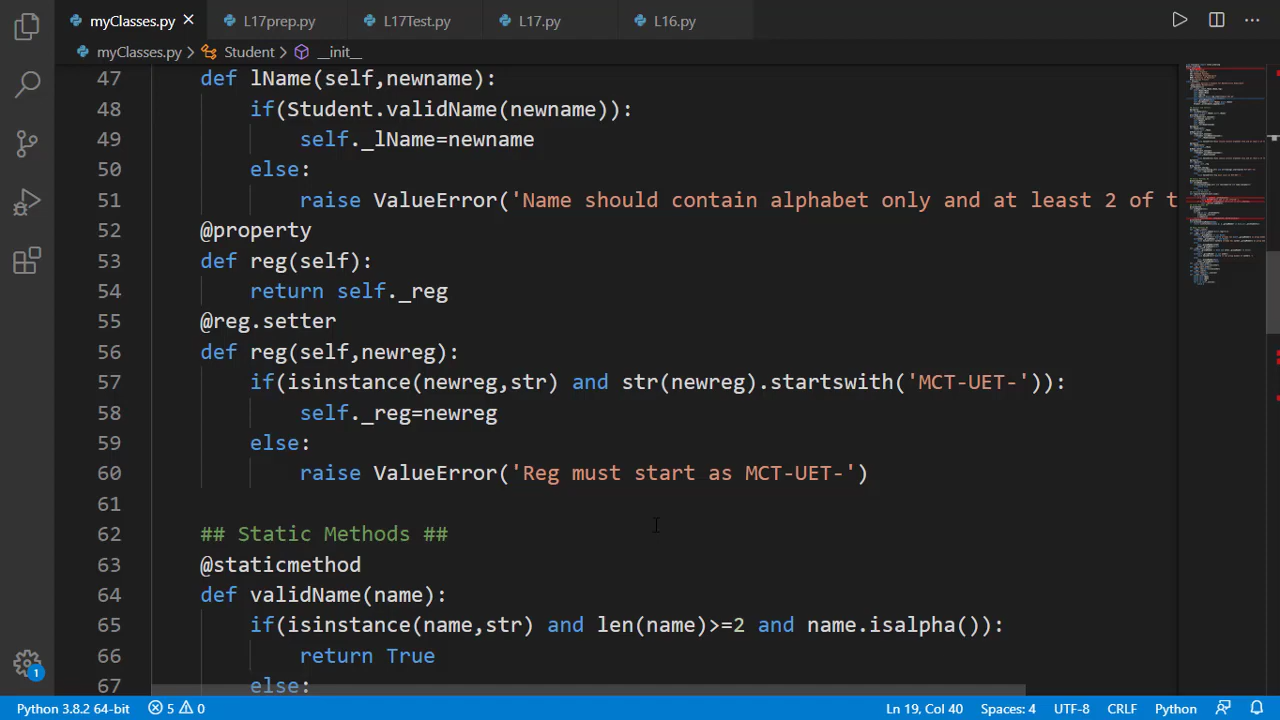 myClasses.py L17prep.py L17Test.py L17.py L16.py
myClasses.py Student __init__
47 def lName(self,newname):
48 if(Student.validName(newname)):
49 self._lName=newname
50 else:
51 raise ValueError('Name should contain alphabet only and at least 2 of t
52 @property
53 def reg(self):
54 return self._reg
55 @reg.setter
56 def reg(self,newreg):
57 if(isinstance(newreg,str) and str(newreg).startswith('MCT-UET-')):
58 self._reg=newreg
59 else:
60 raise ValueError('Reg must start as MCT-UET-')
61
62 ## Static Methods ##
63 @staticmethod
64 def validName(name):
65 if(isinstance(name,str) and len(name)>=2 and name.isalpha()):
66 return True
67 else:
1
Python 3.8.2 64-bit 5 0 Ln 19, Col 40 Spaces: 4 UTF-8 CRLF Python